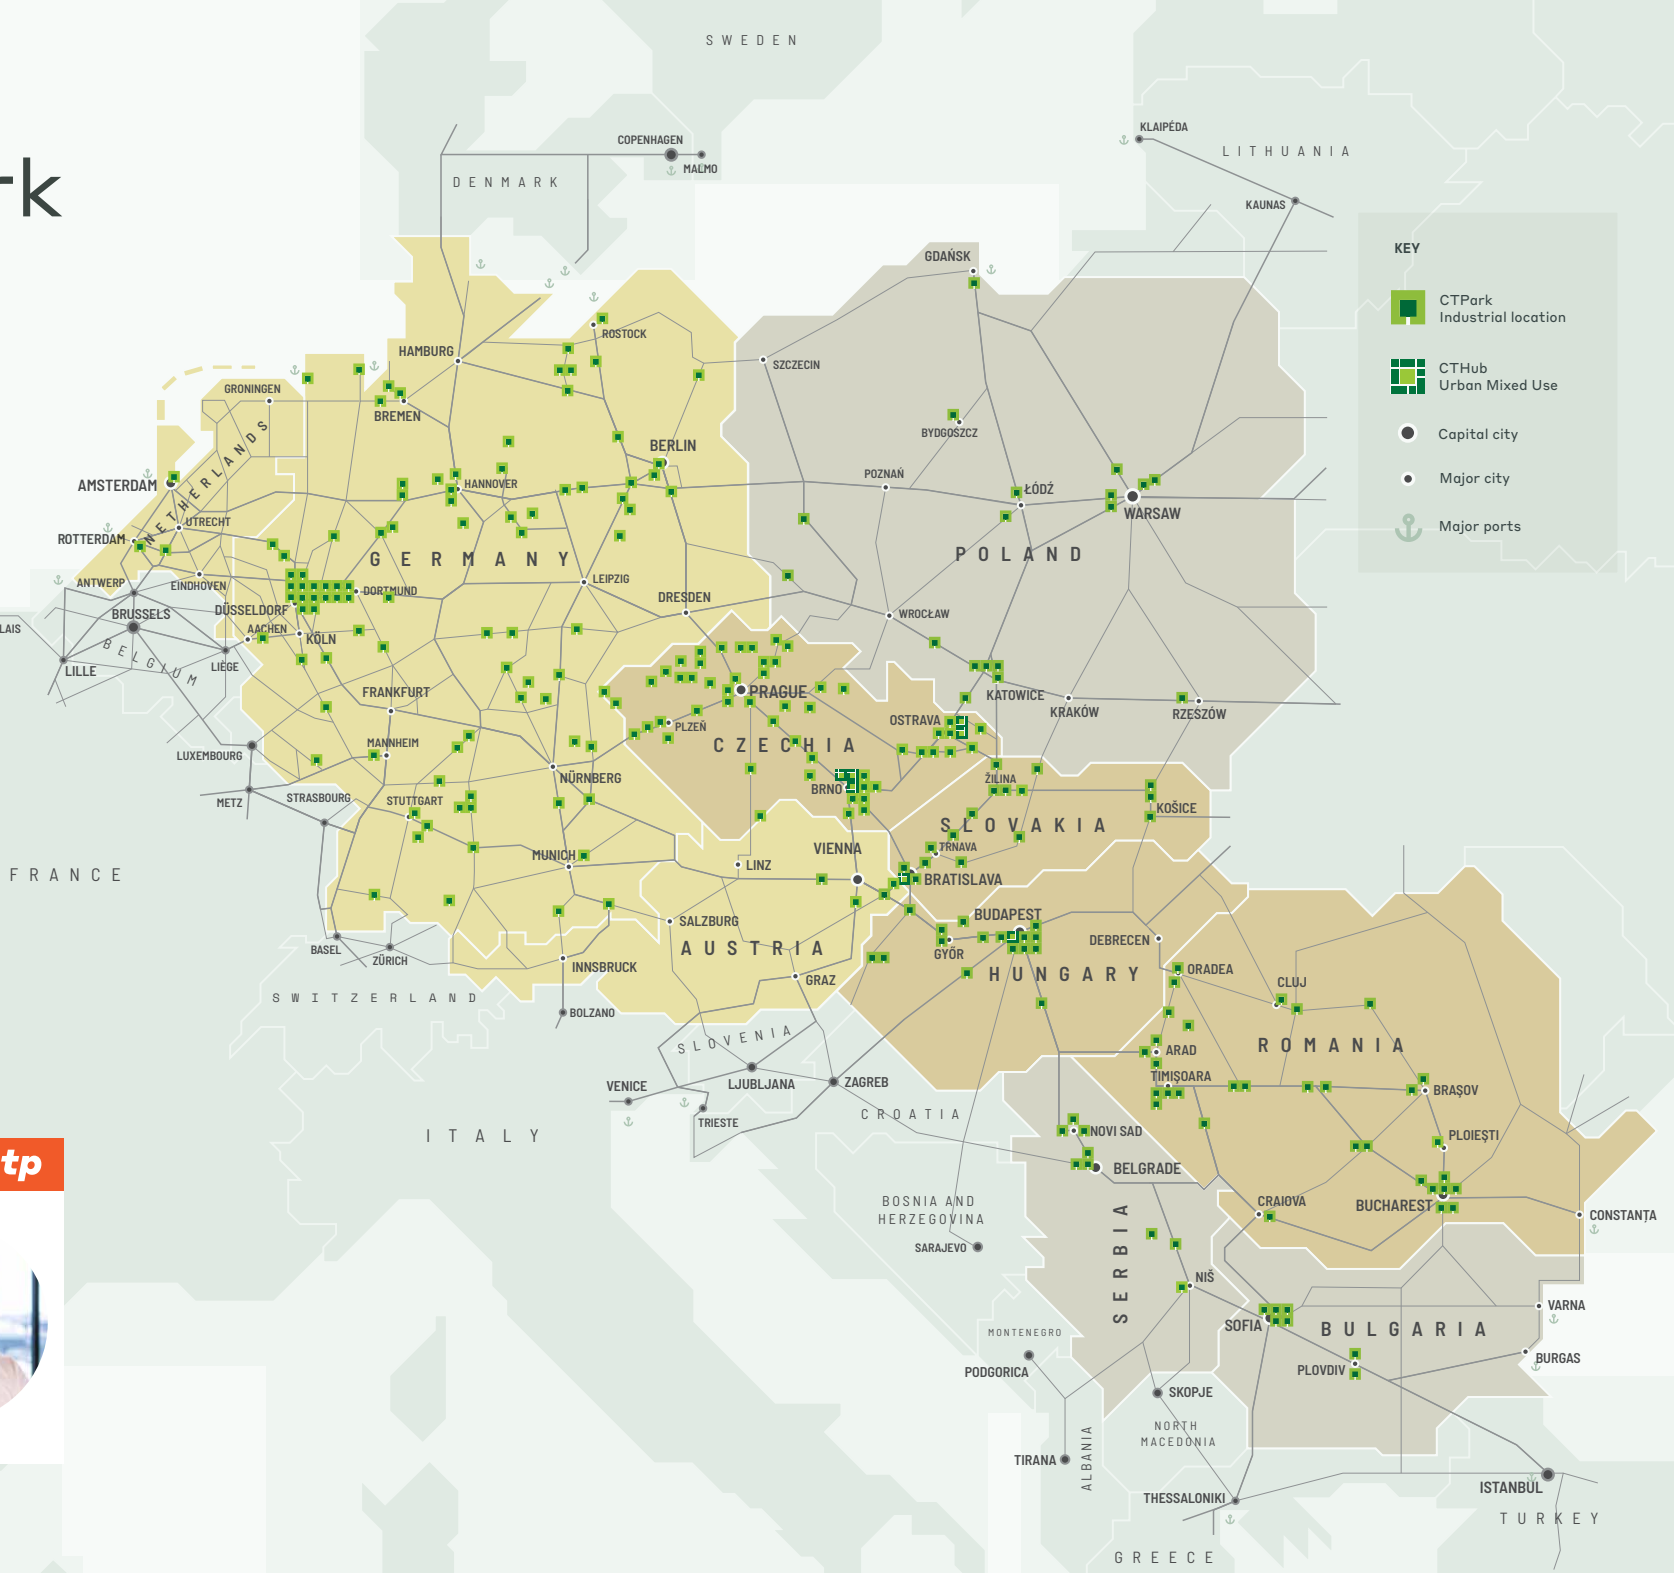 rk
SWEDEN
COPENHAGEN
MALMO
DENMARK
KLAIPĖDA
LITHUANIA
KAUNAS
KEY
CTPark
Industrial location
CTHub
Urban Mixed Use
Capital city
Major city
Major ports
GDAŃSK
ROSTOCK
HAMBURG
SZCZECIN
GRONINGEN
BREMEN
BYDGOSZCZ
BERLIN
POZNAŃ
AMSTERDAM
NETHERLANDS
HANNOVER
ŁÓDŹ
WARSAW
UTRECHT
ROTTERDAM
GERMANY
POLAND
ANTWERP
EINDHOVEN
DORTMUND
LEIPZIG
DRESDEN
WROCŁAW
BRUSSELS
DÜSSELDORF
LAIS
AACHEN
KÖLN
BELGIUM
LILLE
LIÈGE
FRANKFURT
PRAGUE
KATOWICE
KRAKÓW
RZESZÓW
OSTRAVA
PLZEŇ
CZECHIA
LUXEMBOURG
MANNHEIM
NÜRNBERG
ŽILINA
BRNO
METZ
STRASBOURG
STUTTGART
KOŠICE
SLOVAKIA
VIENNA
TRNAVA
MUNICH
LINZ
FRANCE
BRATISLAVA
SALZBURG
BUDAPEST
BASEL
ZÜRICH
AUSTRIA
GYŐR
DEBRECEN
INNSBRUCK
HUNGARY
ORADEA
GRAZ
CLUJ
SWITZERLAND
BOLZANO
SLOVENIA
ROMANIA
ARAD
TIMIŞOARA
VENICE
LJUBLJANA
ZAGREB
BRAŞOV
TRIESTE
CROATIA
NOVI SAD
ITALY
PLOIEŞTI
tp
BELGRADE
BOSNIA AND
HERZEGOVINA
CRAIOVA
BUCHAREST
CONSTANȚA
SARAJEVO
SERBIA
NIŠ
VARNA
SOFIA
BULGARIA
MONTENEGRO
BURGAS
PODGORICA
PLOVDIV
SKOPJE
NORTH
MACEDONIA
TIRANA
ALBANIA
ISTANBUL
THESSALONIKI
TURKEY
GREECE